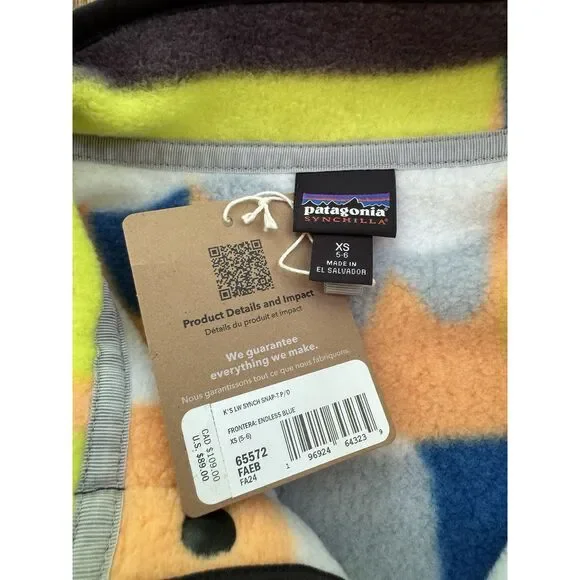 patagonia®
SYNCHILLA®
XS
5-6
MADE IN
EL SALVADOR
Product Details and Impact
Détails du produit et impact
We guarantee
everything we make.
Nous garantissons tout ce que nous fabriquons.
K'S LW SYNCH SNAP-T P/O
FRONTERA: ENDLESS BLUE
XS (5-6)
65572
FAEB
FA24
CAD $109.00
U.S. $89.00
1 96924 64323 9